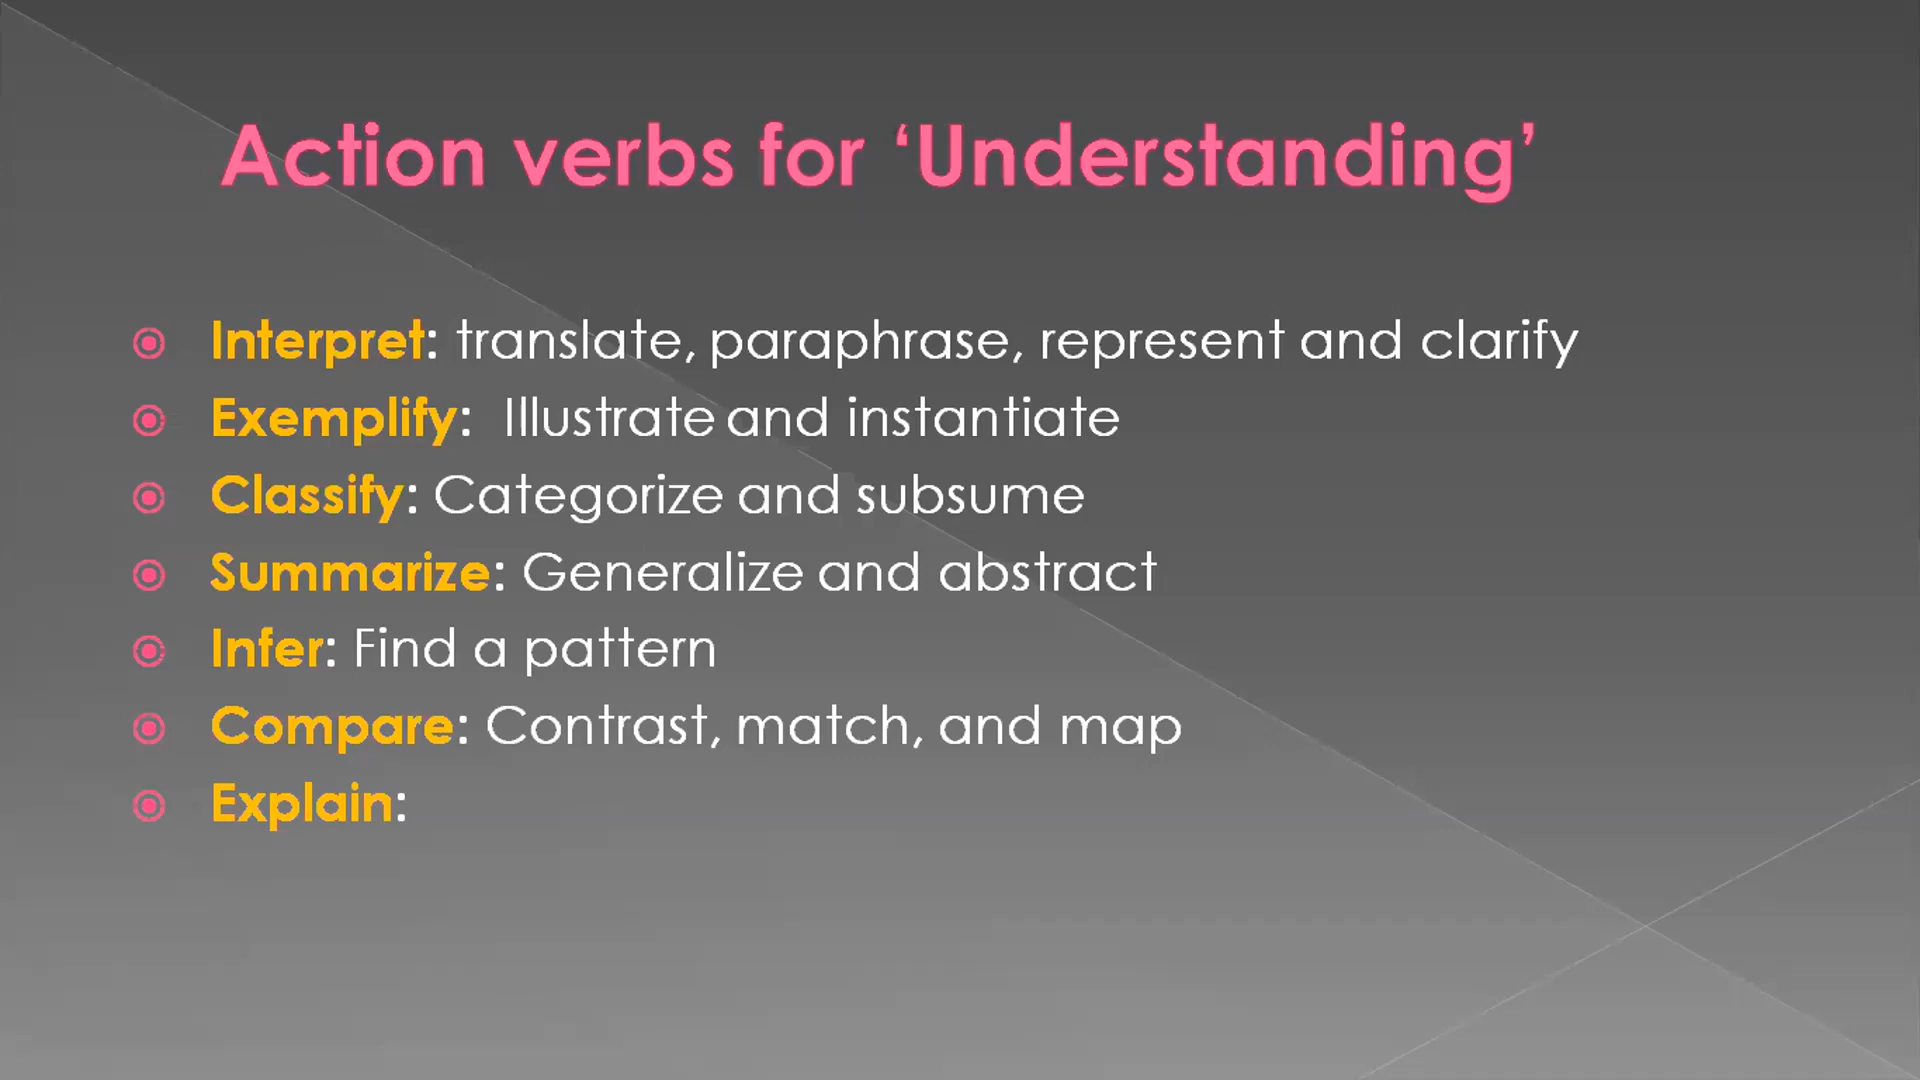 Action verbs for ‘Understanding’
Interpret: translate, paraphrase, represent and clarify
Exemplify: Illustrate and instantiate
Classify: Categorize and subsume
Summarize: Generalize and abstract
Infer: Find a pattern
Compare: Contrast, match, and map
Explain: